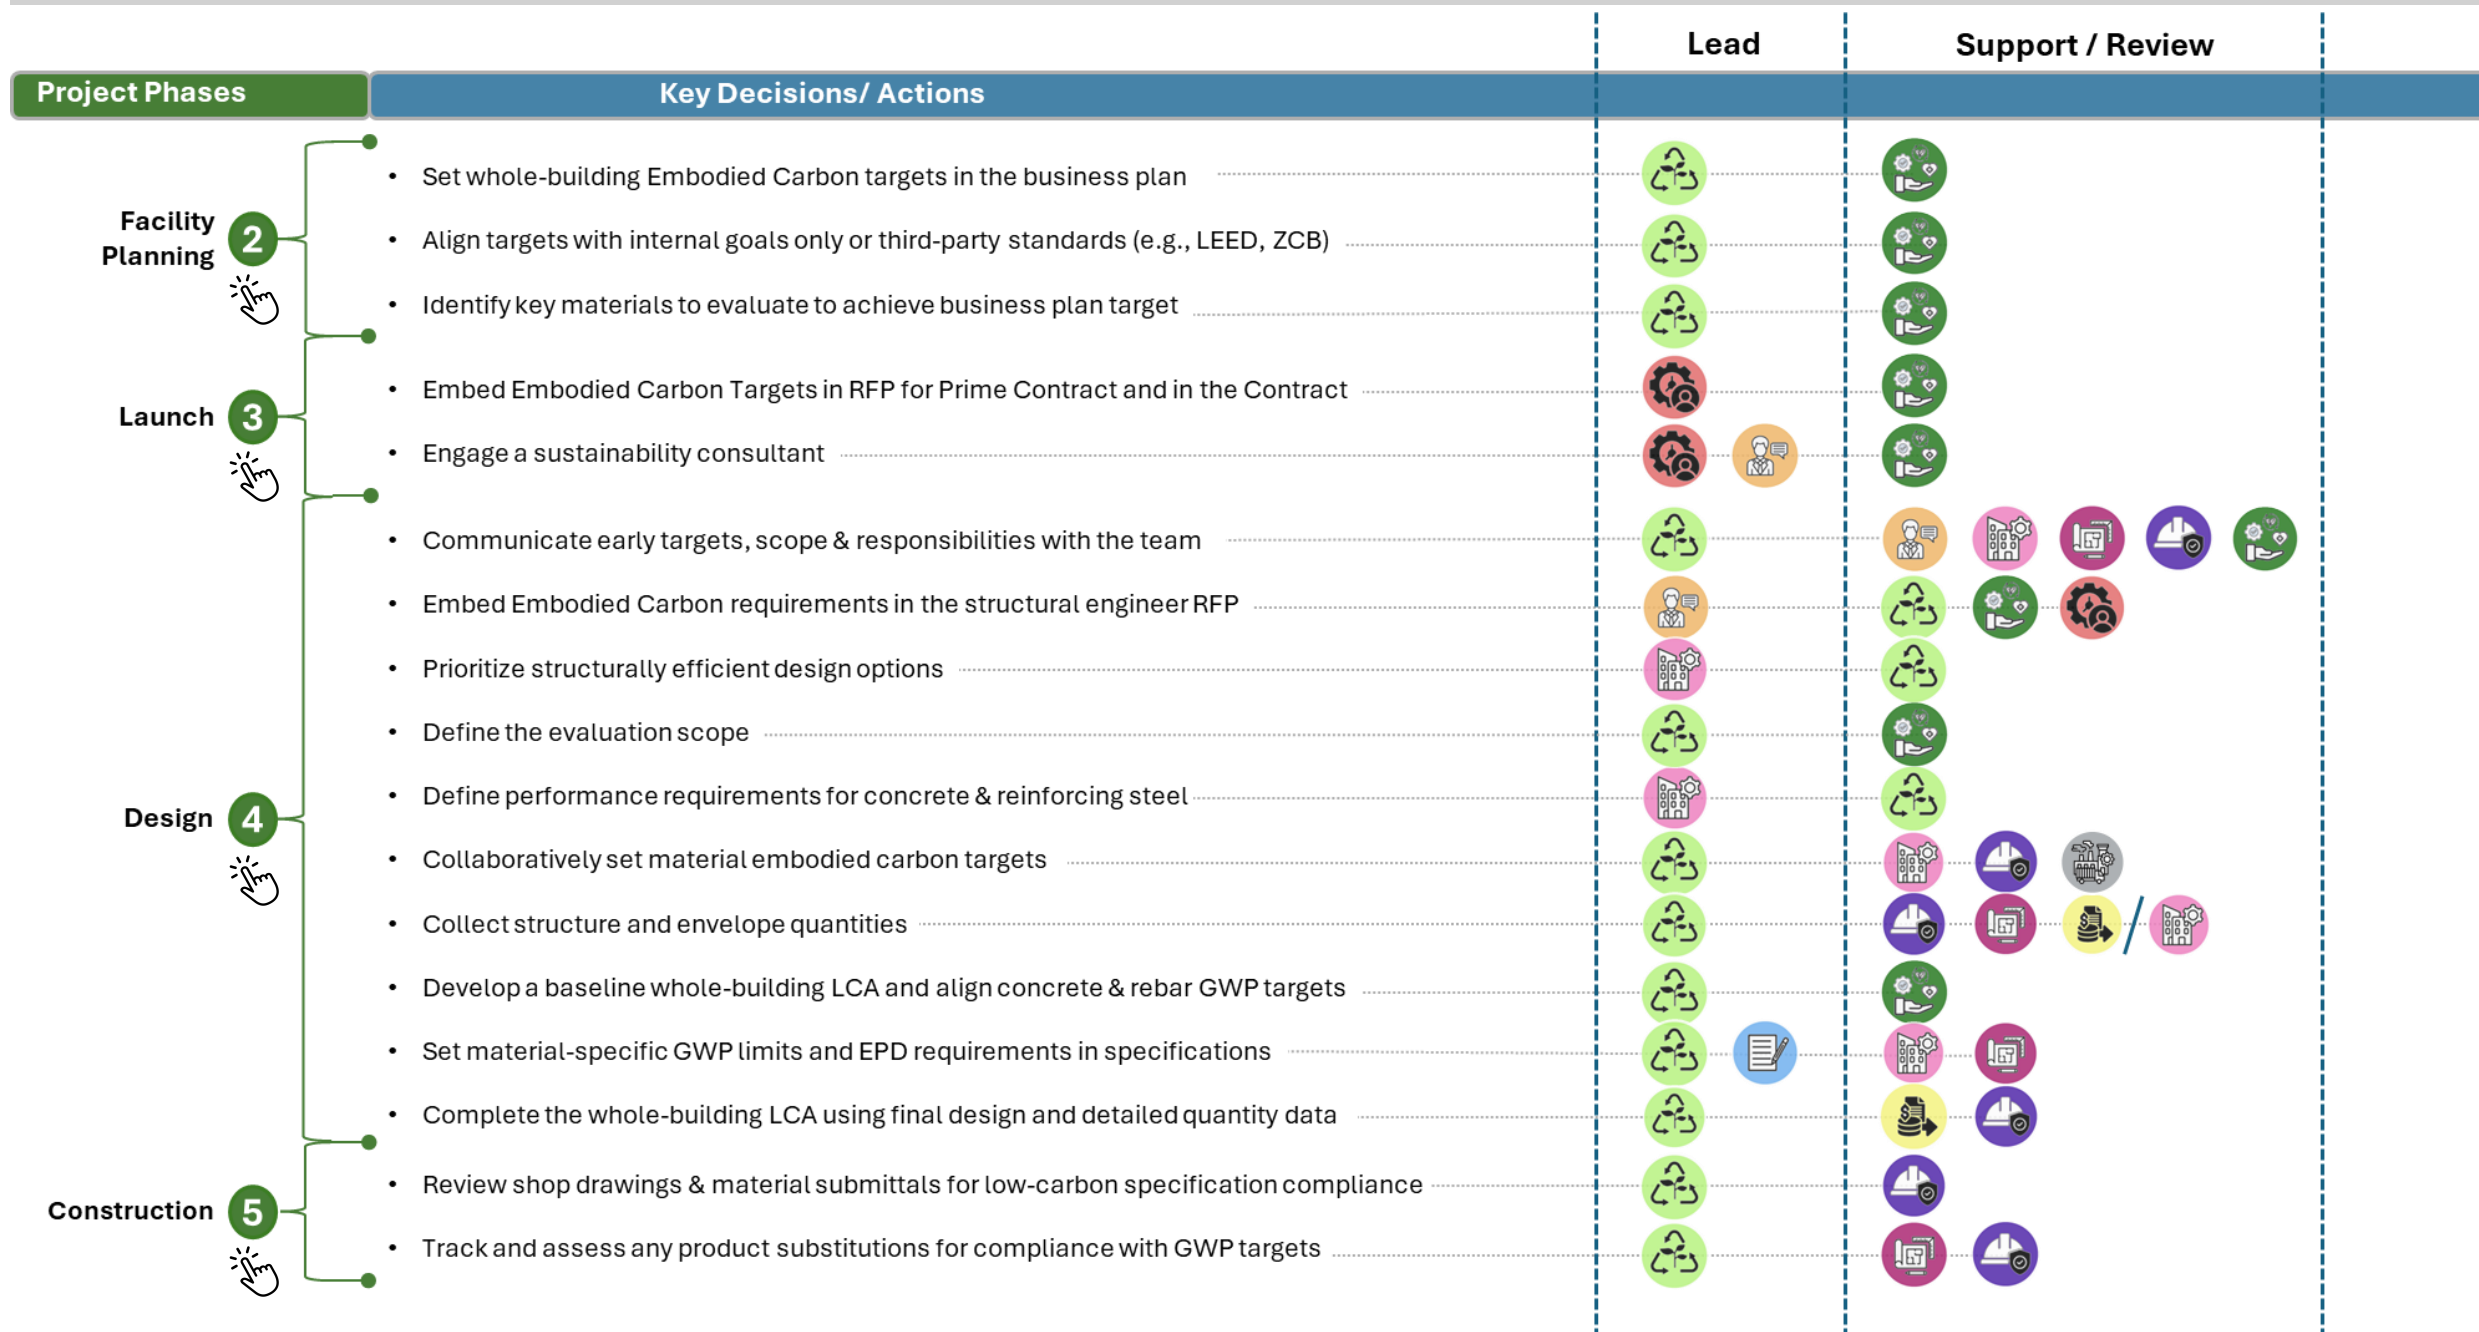 Lead
Support / Review
Project Phases
Key Decisions/ Actions
Facility
Planning
2
• Set whole-building Embodied Carbon targets in the business plan
• Align targets with internal goals only or third-party standards (e.g., LEED, ZCB)
• Identify key materials to evaluate to achieve business plan target
Launch
3
• Embed Embodied Carbon Targets in RFP for Prime Contract and in the Contract
• Engage a sustainability consultant
Design
4
• Communicate early targets, scope & responsibilities with the team
• Embed Embodied Carbon requirements in the structural engineer RFP
• Prioritize structurally efficient design options
• Define the evaluation scope
• Define performance requirements for concrete & reinforcing steel
• Collaboratively set material embodied carbon targets
• Collect structure and envelope quantities
/
• Develop a baseline whole-building LCA and align concrete & rebar GWP targets
• Set material-specific GWP limits and EPD requirements in specifications
• Complete the whole-building LCA using final design and detailed quantity data
Construction
5
• Review shop drawings & material submittals for low-carbon specification compliance
• Track and assess any product substitutions for compliance with GWP targets